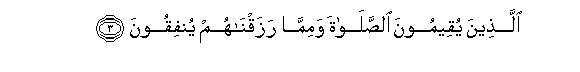 ٱلَّذِينَ يُقِيمُونَ ٱلصَّلَوٰةَ وَمِمَّا رَزَقْنَـٰهُمْ يُنفِقُونَ ﴿٣﴾